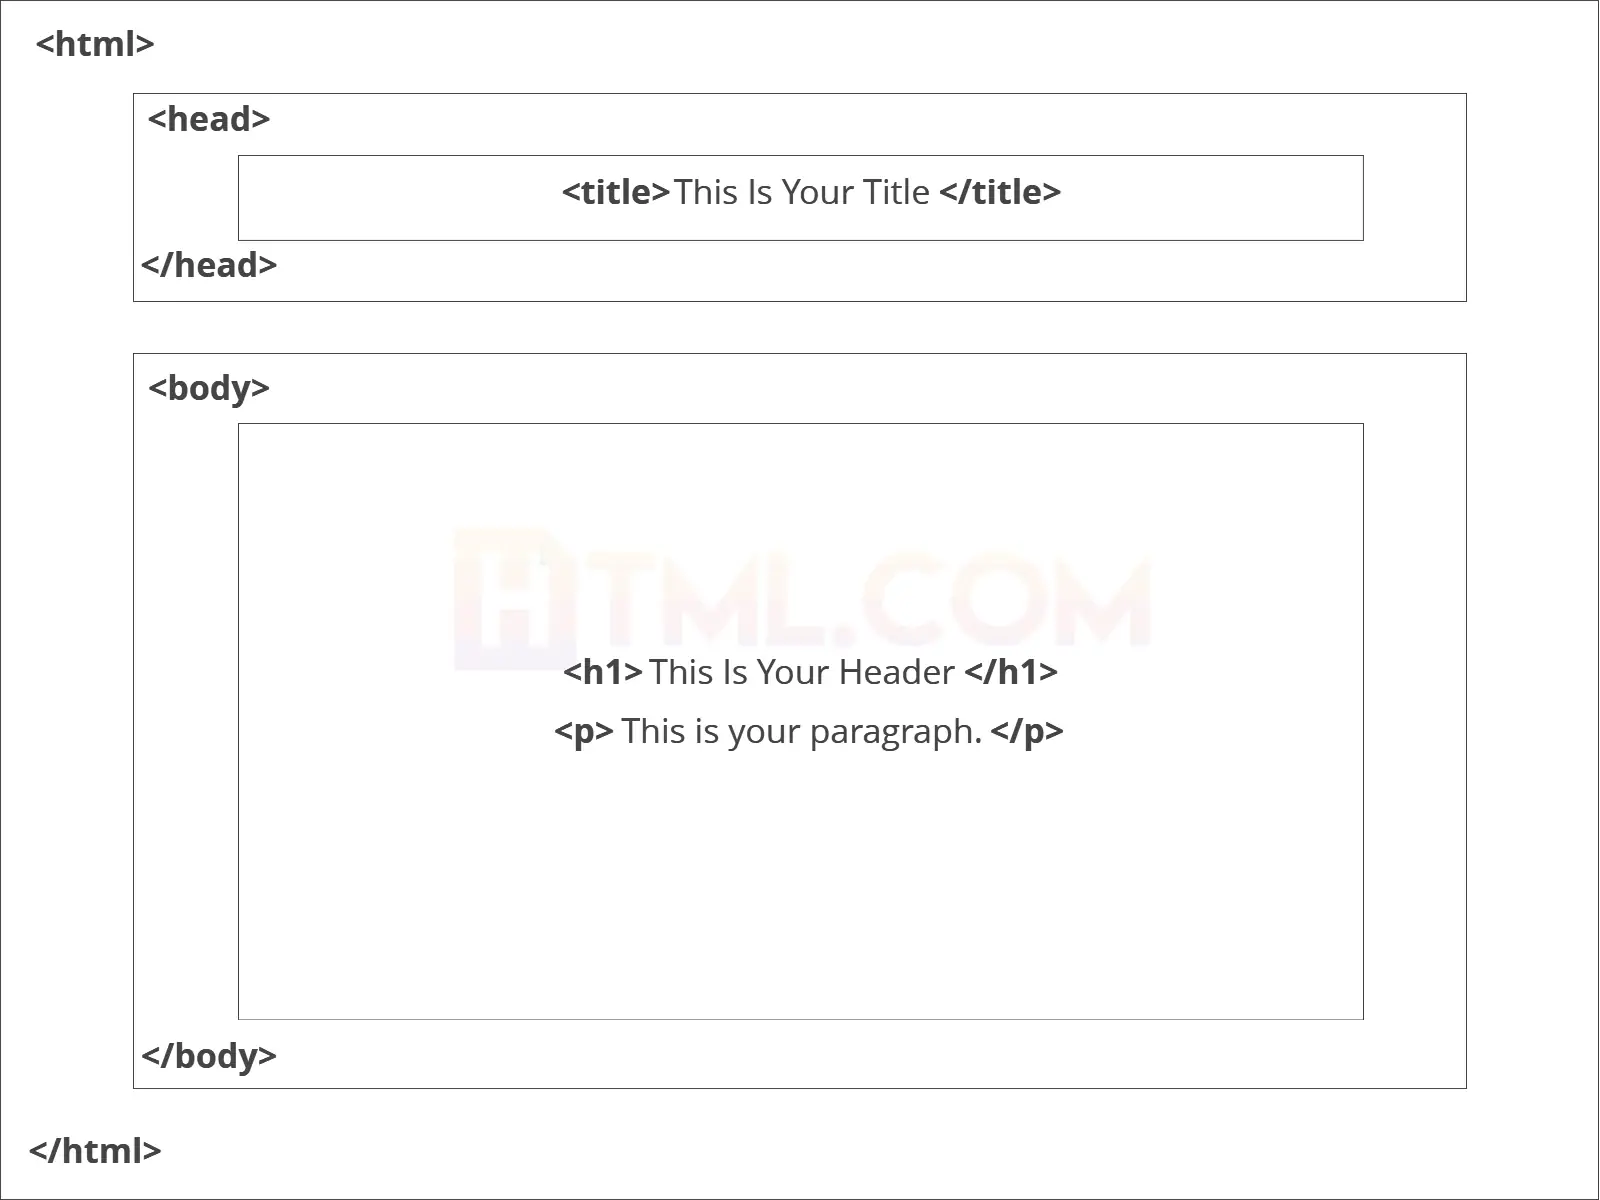 <html>
<head>
<title>This Is Your Title </title>
</head>
<body>
HTML.COM
<h1> This Is Your Header </h1>
<p> This is your paragraph. </p>
</body>
</html>